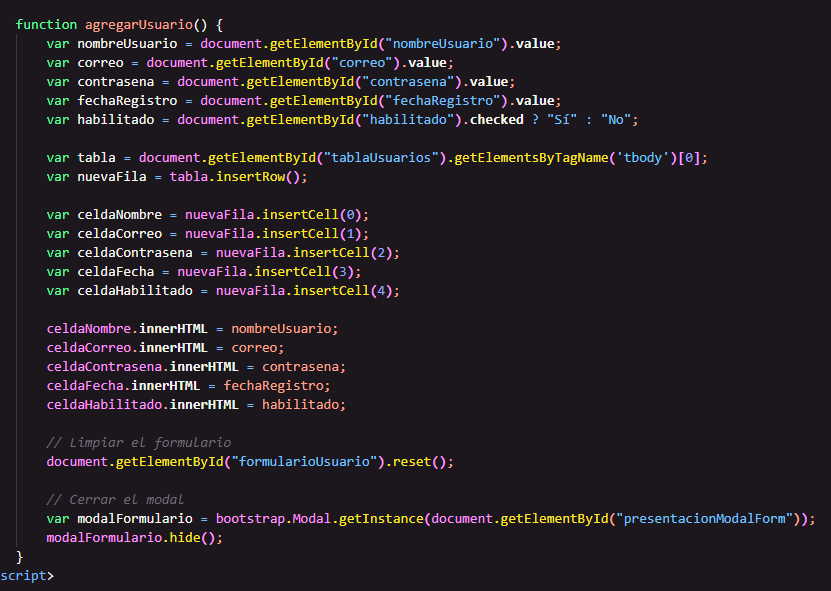 function agregarUsuario() {
var nombreUsuario = document.getElementById("nombreUsuario").value;
var correo = document.getElementById("correo").value;
var contrasena = document.getElementById("contrasena").value;
var fechaRegistro = document.getElementById("fechaRegistro").value;
var habilitado = document.getElementById("habilitado").checked ? "Sí" : "No";
var tabla = document.getElementById("tablaUsuarios").getElementsByTagName('tbody')[0];
var nuevaFila = tabla.insertRow();
var celdaNombre = nuevaFila.insertCell(0);
var celdaCorreo = nuevaFila.insertCell(1);
var celdaContrasena = nuevaFila.insertCell(2);
var celdaFecha = nuevaFila.insertCell(3);
var celdaHabilitado = nuevaFila.insertCell(4);
celdaNombre.innerHTML = nombreUsuario;
celdaCorreo.innerHTML = correo;
celdaContrasena.innerHTML = contrasena;
celdaFecha.innerHTML = fechaRegistro;
celdaHabilitado.innerHTML = habilitado;
// Limpiar el formulario
document.getElementById("formularioUsuario").reset();
// Cerrar el modal
var modalFormulario = bootstrap.Modal.getInstance(document.getElementById("presentacionModalForm"));
modalFormulario.hide();
}
script>